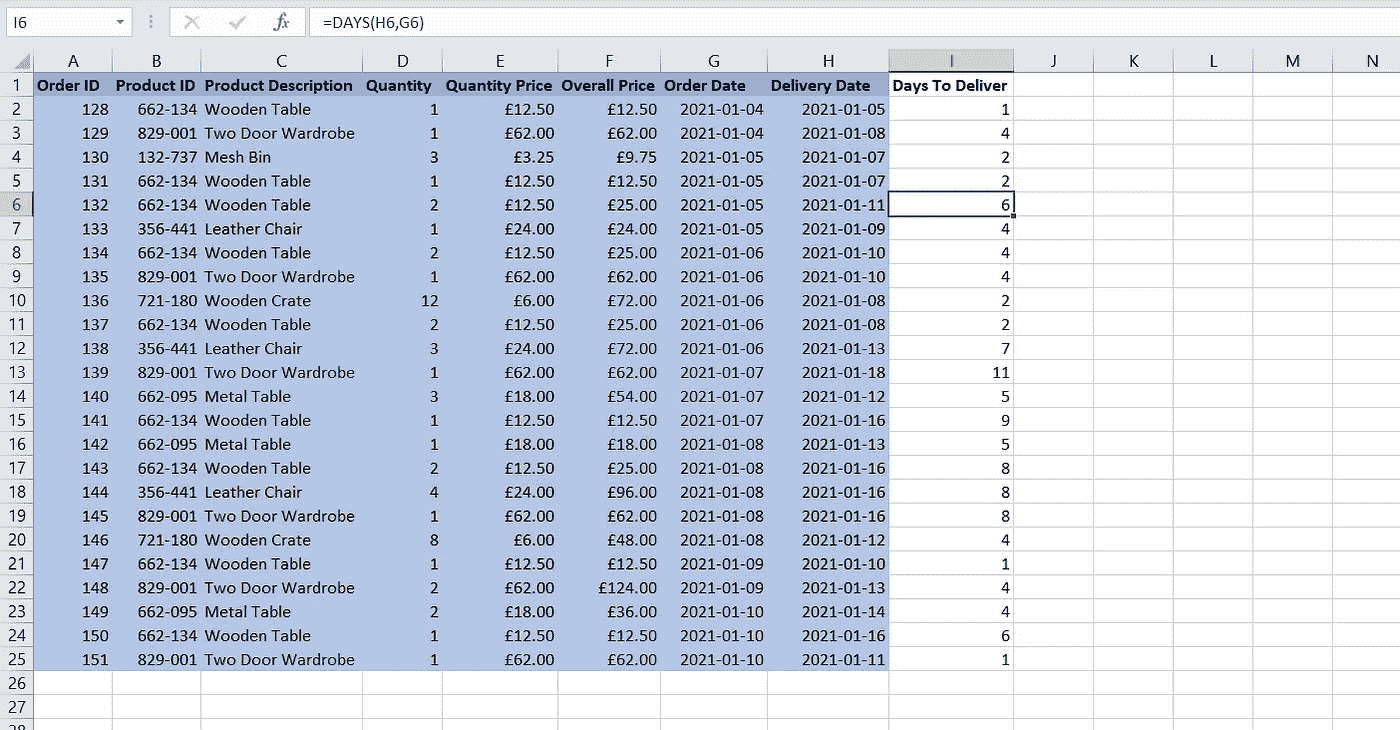 I6 fx =DAYS(H6,G6)
A B C D E F G H I J K L M N
1 Order ID Product ID Product Description Quantity Quantity Price Overall Price Order Date Delivery Date Days To Deliver
2 128 662-134 Wooden Table 1 £12.50 £12.50 2021-01-04 2021-01-05 1
3 129 829-001 Two Door Wardrobe 1 £62.00 £62.00 2021-01-04 2021-01-08 4
4 130 132-737 Mesh Bin 3 £3.25 £9.75 2021-01-05 2021-01-07 2
5 131 662-134 Wooden Table 1 £12.50 £12.50 2021-01-05 2021-01-07 2
6 132 662-134 Wooden Table 2 £12.50 £25.00 2021-01-05 2021-01-11 6
7 133 356-441 Leather Chair 1 £24.00 £24.00 2021-01-05 2021-01-09 4
8 134 662-134 Wooden Table 2 £12.50 £25.00 2021-01-06 2021-01-10 4
9 135 829-001 Two Door Wardrobe 1 £62.00 £62.00 2021-01-06 2021-01-10 4
10 136 721-180 Wooden Crate 12 £6.00 £72.00 2021-01-06 2021-01-08 2
11 137 662-134 Wooden Table 2 £12.50 £25.00 2021-01-06 2021-01-08 2
12 138 356-441 Leather Chair 3 £24.00 £72.00 2021-01-06 2021-01-13 7
13 139 829-001 Two Door Wardrobe 1 £62.00 £62.00 2021-01-07 2021-01-18 11
14 140 662-095 Metal Table 3 £18.00 £54.00 2021-01-07 2021-01-12 5
15 141 662-134 Wooden Table 1 £12.50 £12.50 2021-01-07 2021-01-16 9
16 142 662-095 Metal Table 1 £18.00 £18.00 2021-01-08 2021-01-13 5
17 143 662-134 Wooden Table 2 £12.50 £25.00 2021-01-08 2021-01-16 8
18 144 356-441 Leather Chair 4 £24.00 £96.00 2021-01-08 2021-01-16 8
19 145 829-001 Two Door Wardrobe 1 £62.00 £62.00 2021-01-08 2021-01-16 8
20 146 721-180 Wooden Crate 8 £6.00 £48.00 2021-01-08 2021-01-12 4
21 147 662-134 Wooden Table 1 £12.50 £12.50 2021-01-09 2021-01-10 1
22 148 829-001 Two Door Wardrobe 2 £62.00 £124.00 2021-01-09 2021-01-13 4
23 149 662-095 Metal Table 2 £18.00 £36.00 2021-01-10 2021-01-14 4
24 150 662-134 Wooden Table 1 £12.50 £12.50 2021-01-10 2021-01-16 6
25 151 829-001 Two Door Wardrobe 1 £62.00 £62.00 2021-01-10 2021-01-11 1
26
27
28